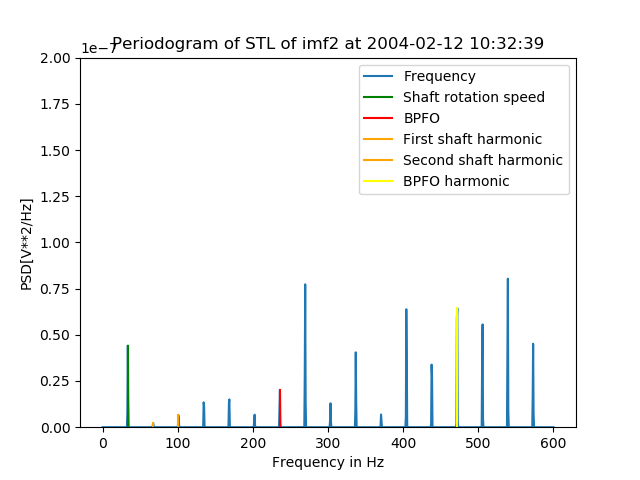 Periodogram of STL of imf2 at 2004-02-12 10:32:39
1e−7
2.00
1.75
1.50
1.25
1.00
0.75
0.50
0.25
0.00
PSD[V**2/Hz]
Frequency
Shaft rotation speed
BPFO
First shaft harmonic
Second shaft harmonic
BPFO harmonic
0 100 200 300 400 500 600
Frequency in Hz